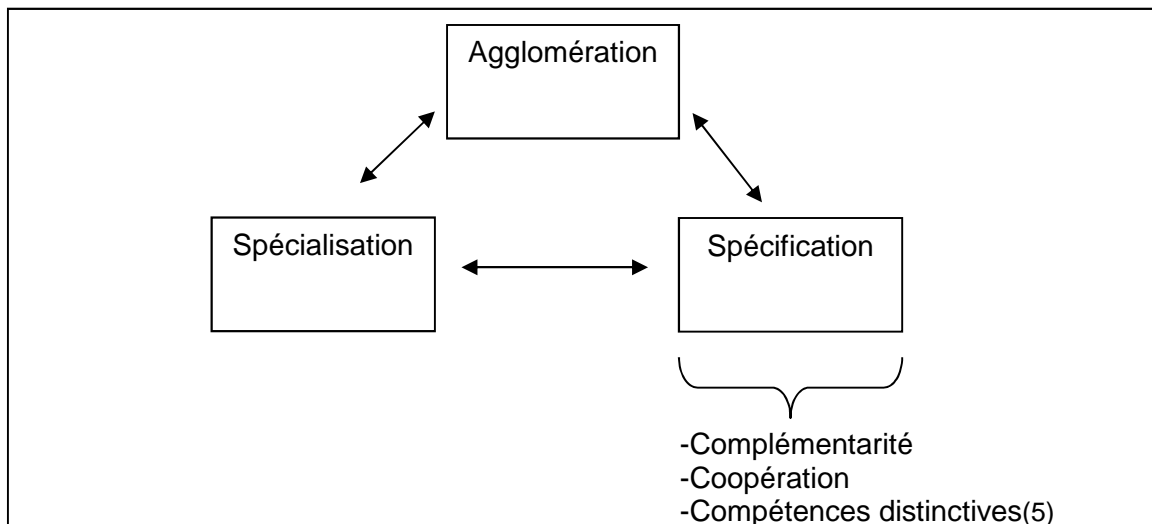 Agglomération
Spécialisation
Spécification
-Complémentarité
-Coopération
-Compétences distinctives(5)